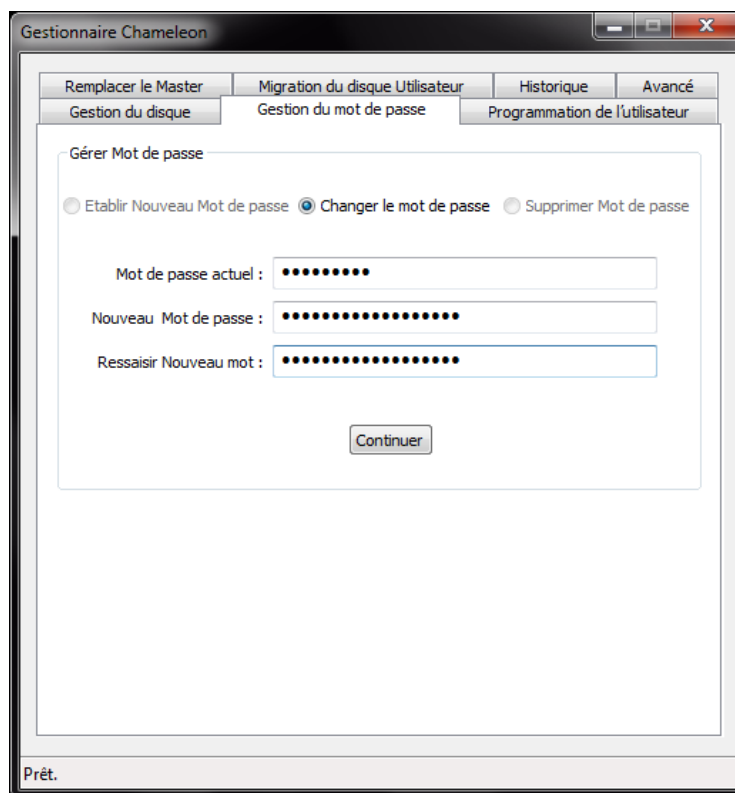 Gestionnaire Chameleon
Remplacer le Master Migration du disque Utilisateur Historique Avancé
Gestion du disque Gestion du mot de passe Programmation de l'utilisateur
Gérer Mot de passe
Etablir Nouveau Mot de passe Changer le mot de passe Supprimer Mot de passe
Mot de passe actuel : •••••••••
Nouveau Mot de passe : ••••••••••••••••••
Ressaisir Nouveau mot : ••••••••••••••••••
Continuer
Prêt.